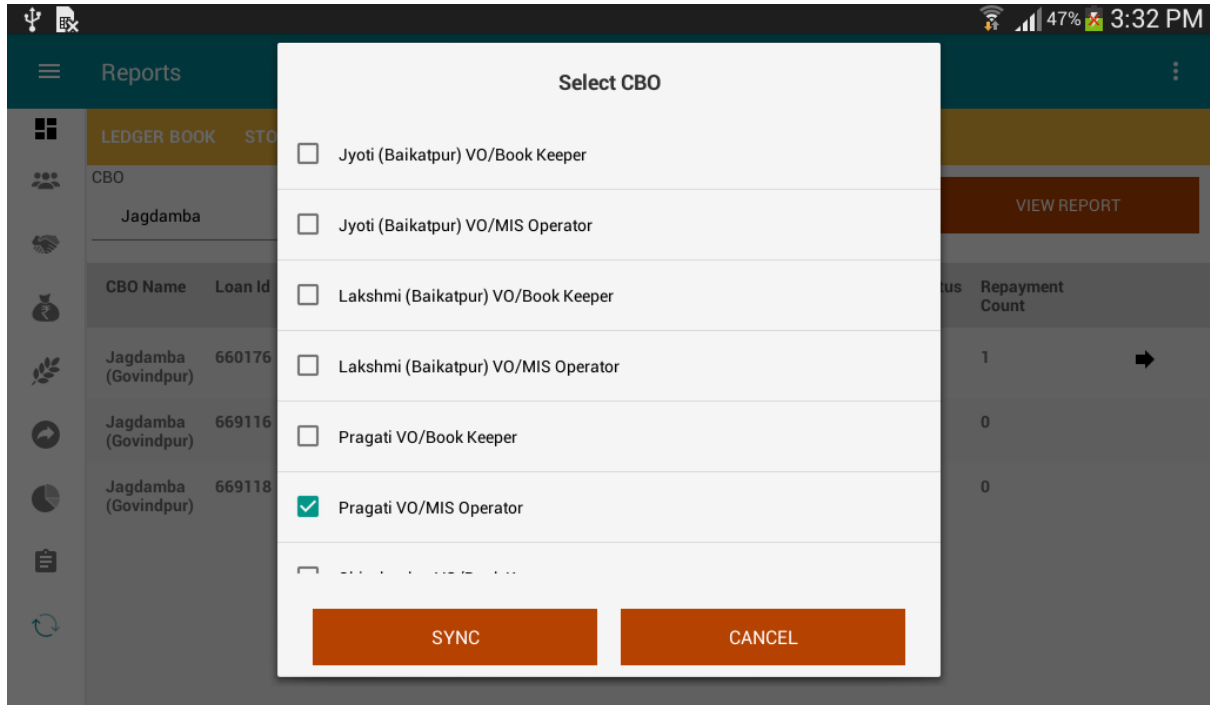 47% 3:32 PM
Reports
Select CBO
LEDGER BOOK STO
Jyoti (Baikatpur) VO/Book Keeper
CBO
Jagdamba
VIEW REPORT
Jyoti (Baikatpur) VO/MIS Operator
Lakshmi (Baikatpur) VO/Book Keeper
CBO Name Loan Id tus Repayment
Count
Jagdamba 660176 1
(Govindpur)
Lakshmi (Baikatpur) VO/MIS Operator
Jagdamba 669116 0
(Govindpur)
Pragati VO/Book Keeper
Jagdamba 669118 0
(Govindpur)
Pragati VO/MIS Operator
SYNC CANCEL